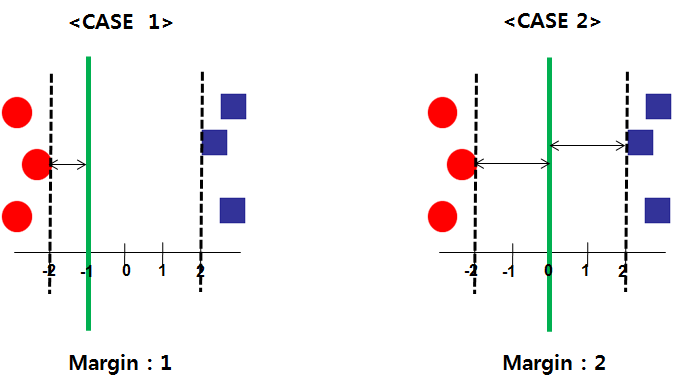 <CASE 1>
<CASE 2>
-2 -1 0 1 2
-2 -1 0 1 2
Margin : 1
Margin : 2